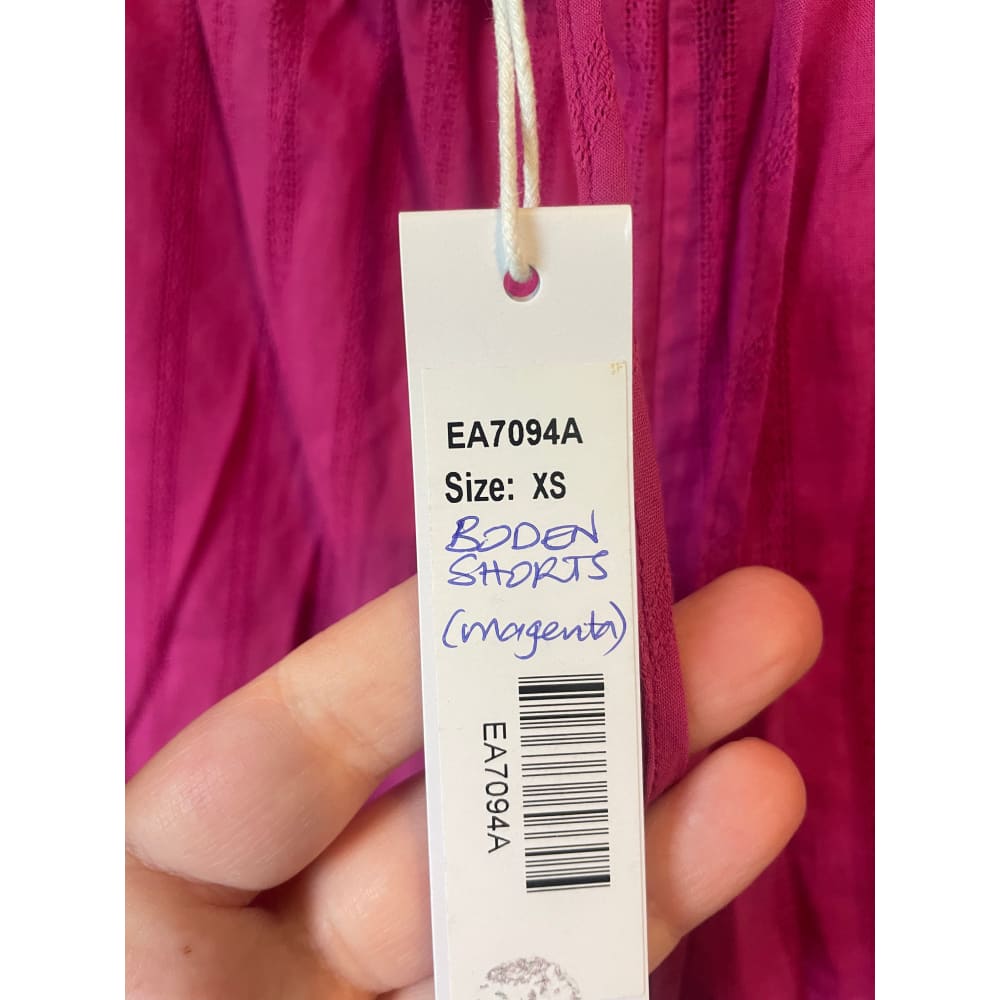 EA7094A
Size: XS
BODEN
SHORTS
(magenta)
EA7094A